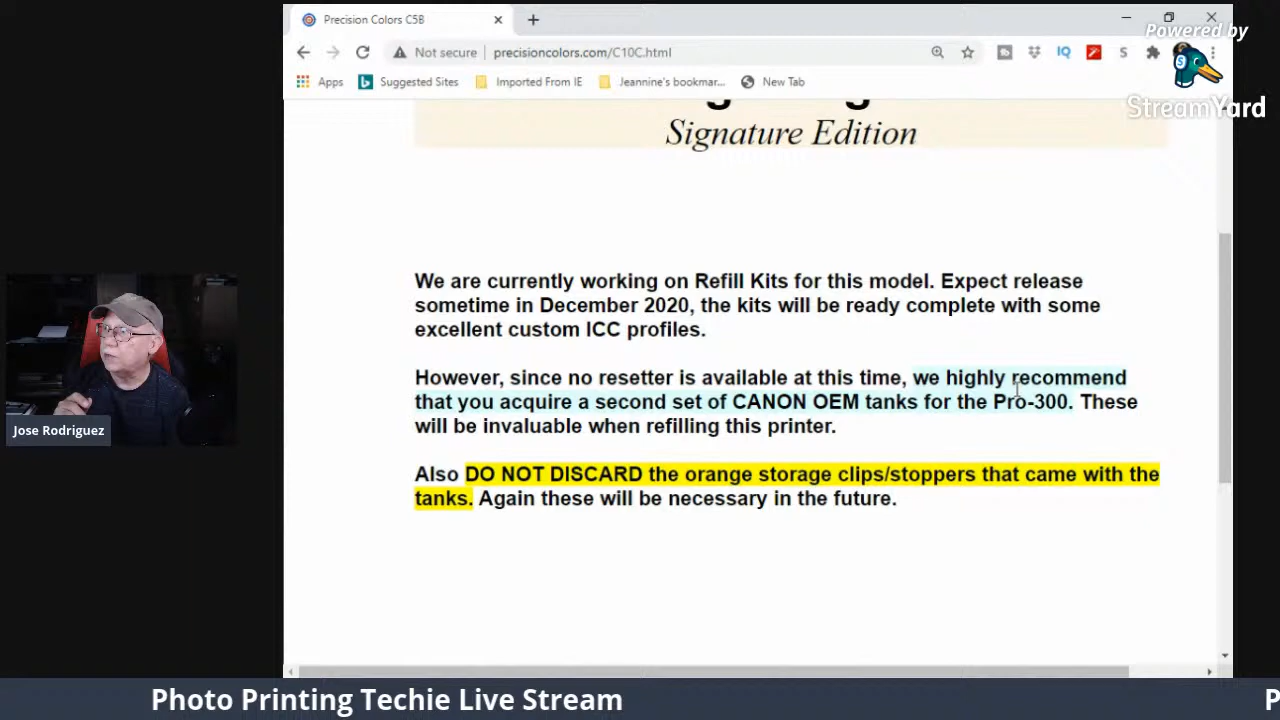 Precision Colors C5B
Powered by
Not secure
precisioncolors.com/C10C.html
IQ
S
StreamYard
Apps
Suggested Sites
Imported From IE
Jeannine's bookmar...
New Tab
Signature Edition
We are currently working on Refill Kits for this model. Expect release
sometime in December 2020, the kits will be ready complete with some
excellent custom ICC profiles.
However, since no resetter is available at this time, we highly recommend
that you acquire a second set of CANON OEM tanks for the Pro-300. These
will be invaluable when refilling this printer.
Also DO NOT DISCARD the orange storage clips/stoppers that came with the
tanks. Again these will be necessary in the future.
Jose Rodriguez
Photo Printing Techie Live Stream
P